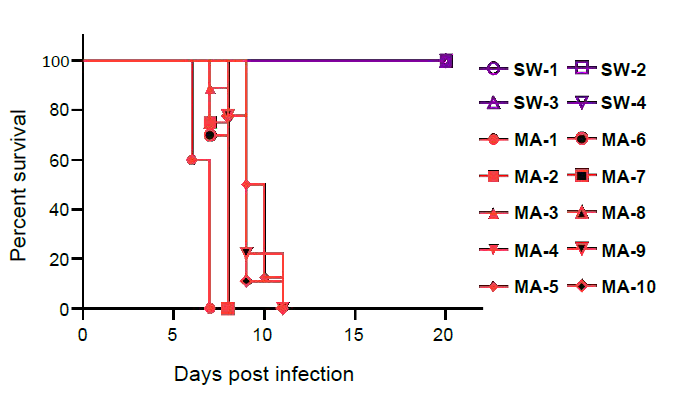 100
80
60
40
20
0
Percent survival
0 5 10 15 20
Days post infection
SW-1 SW-2
SW-3 SW-4
MA-1 MA-6
MA-2 MA-7
MA-3 MA-8
MA-4 MA-9
MA-5 MA-10